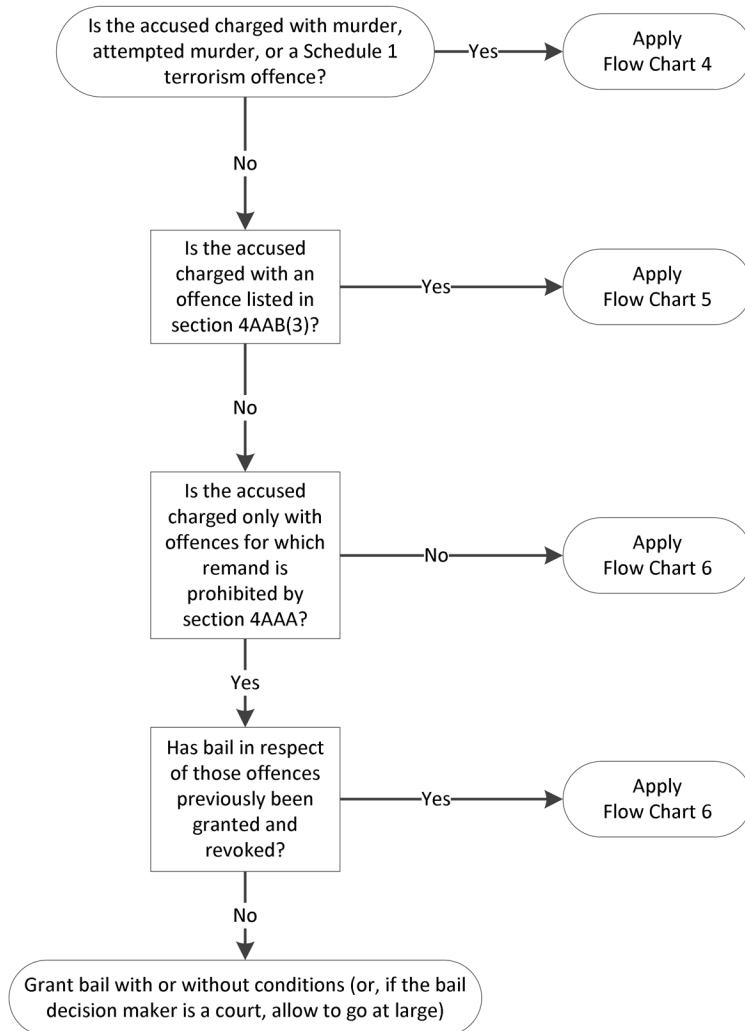 Is the accused charged with murder,
attempted murder, or a Schedule 1
terrorism offence?
Yes
Apply
Flow Chart 4
No
Is the accused
charged with an
offence listed in
section 4AAB(3)?
Yes
Apply
Flow Chart 5
No
Is the accused
charged only with
offences for which
remand is
prohibited by
section 4AAA?
No
Apply
Flow Chart 6
Yes
Has bail in respect
of those offences
previously been
granted and
revoked?
Yes
Apply
Flow Chart 6
No
Grant bail with or without conditions (or, if the bail
decision maker is a court, allow to go at large)